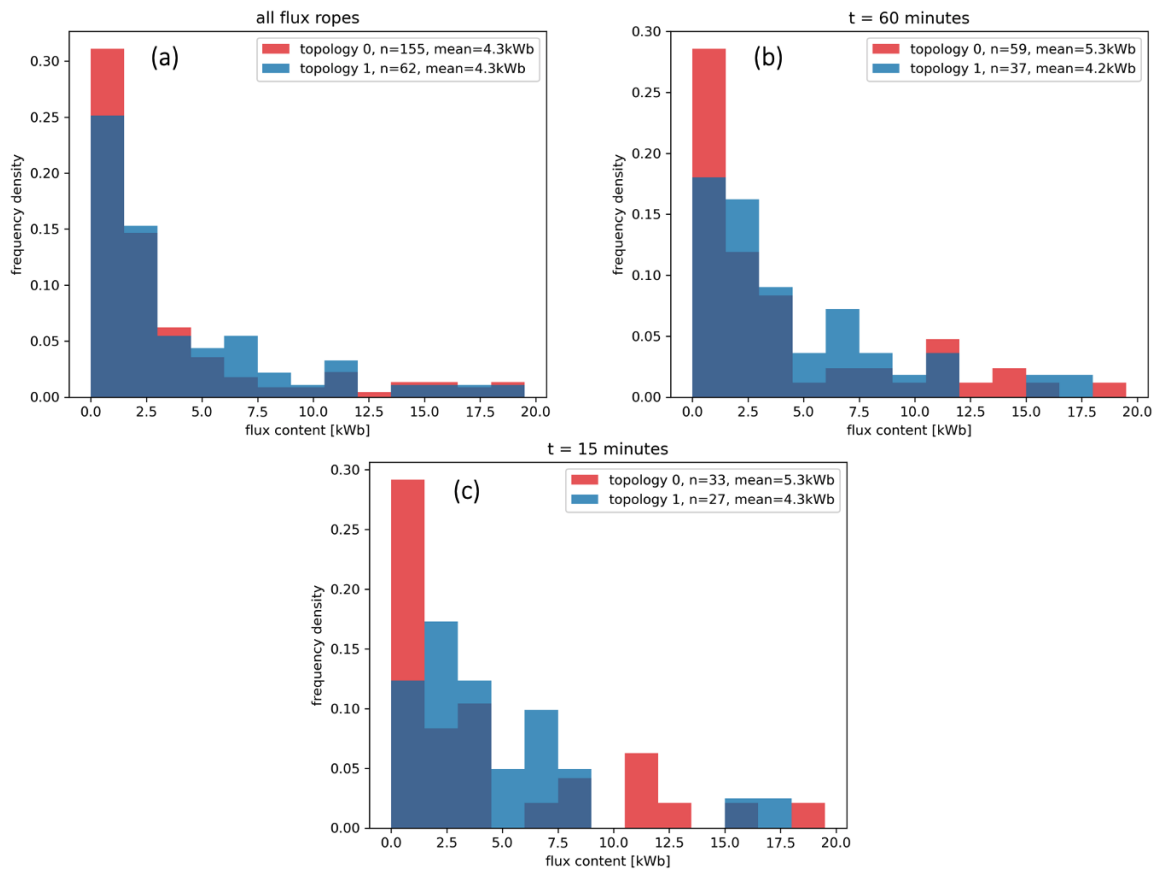 all flux ropes
(a)
topology 0, n=155, mean=4.3kWb
topology 1, n=62, mean=4.3kWb
frequency density
0.30
0.25
0.20
0.15
0.10
0.05
0.00
0.0 2.5 5.0 7.5 10.0 12.5 15.0 17.5 20.0
flux content [kWb]
t = 60 minutes
(b)
topology 0, n=59, mean=5.3kWb
topology 1, n=37, mean=4.2kWb
frequency density
0.30
0.25
0.20
0.15
0.10
0.05
0.00
0.0 2.5 5.0 7.5 10.0 12.5 15.0 17.5 20.0
flux content [kWb]
t = 15 minutes
(c)
topology 0, n=33, mean=5.3kWb
topology 1, n=27, mean=4.3kWb
frequency density
0.30
0.25
0.20
0.15
0.10
0.05
0.00
0.0 2.5 5.0 7.5 10.0 12.5 15.0 17.5 20.0
flux content [kWb]